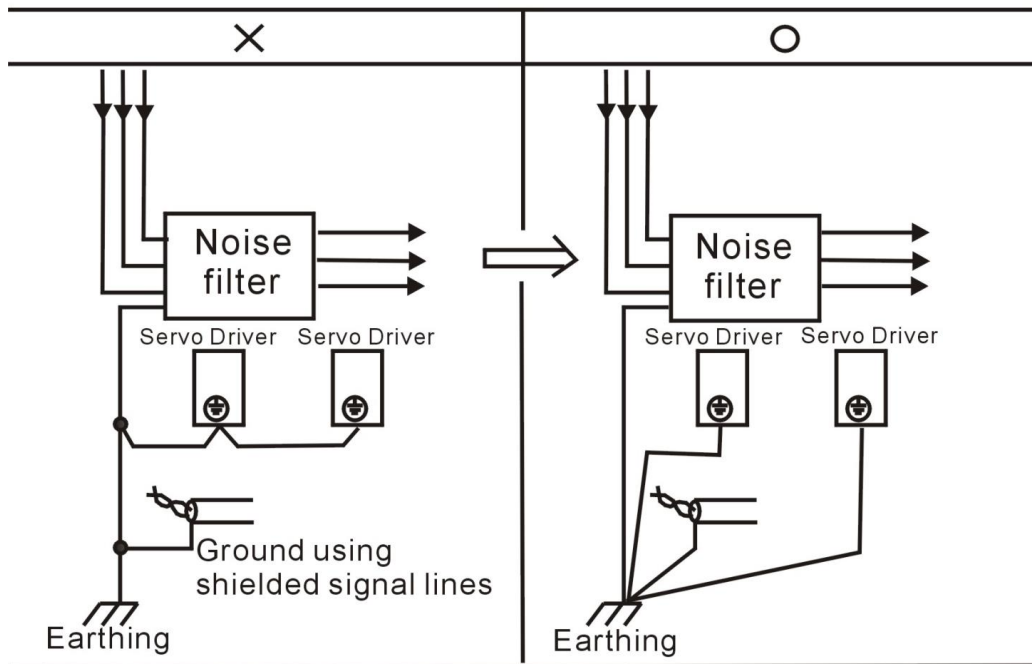 ×
○
Noise
filter
Servo Driver
Servo Driver
Ground using
shielded signal lines
Earthing
Noise
filter
Servo Driver
Servo Driver
Earthing